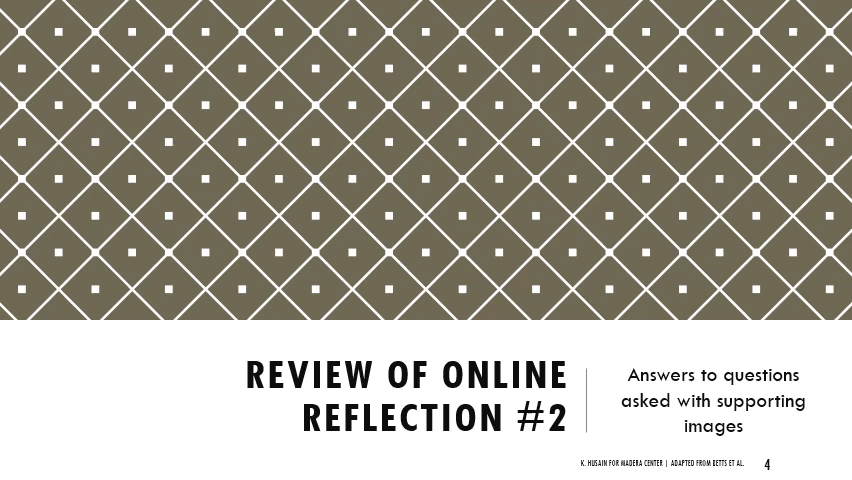 REVIEW OF ONLINE
REFLECTION #2
Answers to questions
asked with supporting
images
K. HUSAIN FOR MADERA CENTER | ADAPTED FROM BETTS ET AL.
4